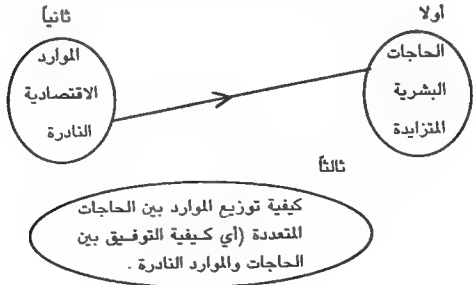 أولا
الحاجات
البشرية
المتزايدة
ثانياً
الموارد
الاقتصادية
النادرة
ثالثاً
كيفية توزيع الموارد بين الحاجات
المتعددة (أي كيفية التوفيق بين
الحاجات والموارد النادرة .